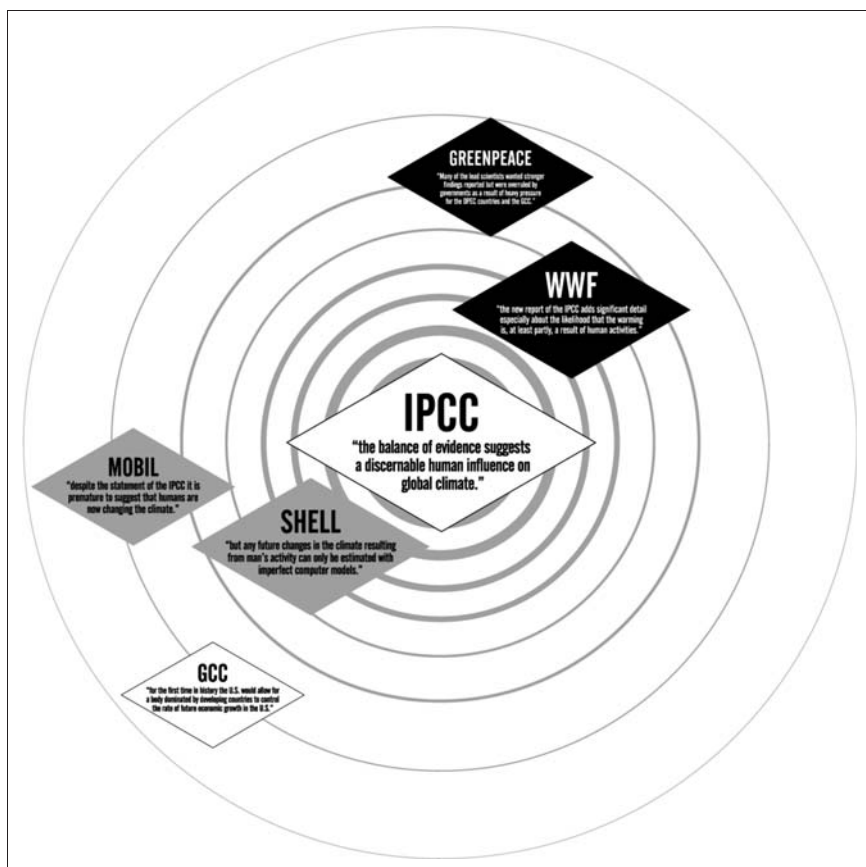 GREENPEACE
"Many of the lead scientists wanted stronger
findings reported but were overruled by
governments as a result of heavy pressure
for the OPEC countries and the GCC."
WWF
"the new report of the IPCC adds significant detail
especially about the likelihood that the warming
is, at least partly, a result of human activities."
IPCC
"the balance of evidence suggests
a discernable human influence on
global climate."
MOBIL
"despite the statement of the IPCC it is
premature to suggest that humans are
now changing the climate."
SHELL
"but any future changes in the climate resulting
from man's activity can only be estimated with
imperfect computer models."
GCC
"for the first time in history the U.S. would allow for
a body dominated by developing countries to control
the rate of future economic growth in the U.S."